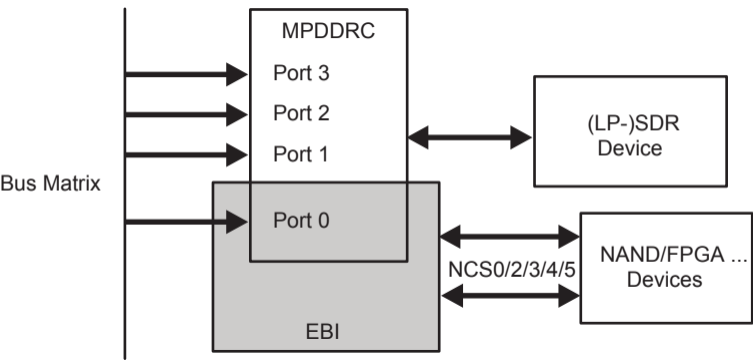 MPDDRC
Port 3
Port 2
Port 1
Port 0
Bus Matrix
EBI
(LP-)SDR
Device
NCS0/2/3/4/5
NAND/FPGA ...
Devices